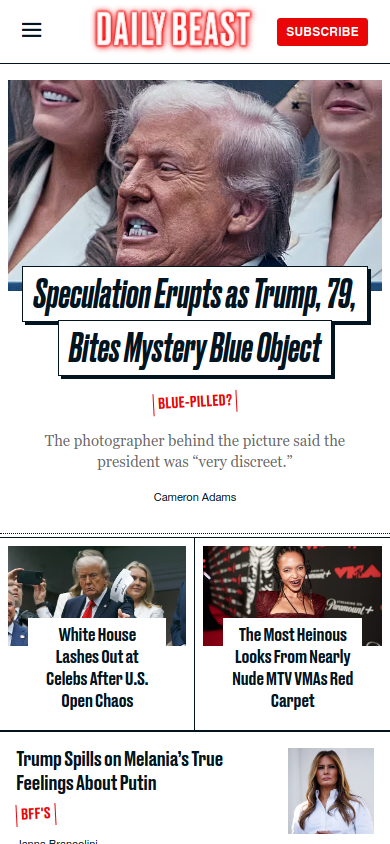 DAILY BEAST
SUBSCRIBE
Speculation Erupts as Trump, 79,
Bites Mystery Blue Object
BLUE-PILLED?
The photographer behind the picture said the
president was “very discreet.”
Cameron Adams
White House
Lashes Out at
Celebs After U.S.
Open Chaos
The Most Heinous
Looks From Nearly
Nude MTV VMAs Red
Carpet
Paramount+
Trump Spills on Melania’s True
Feelings About Putin
BFF'S